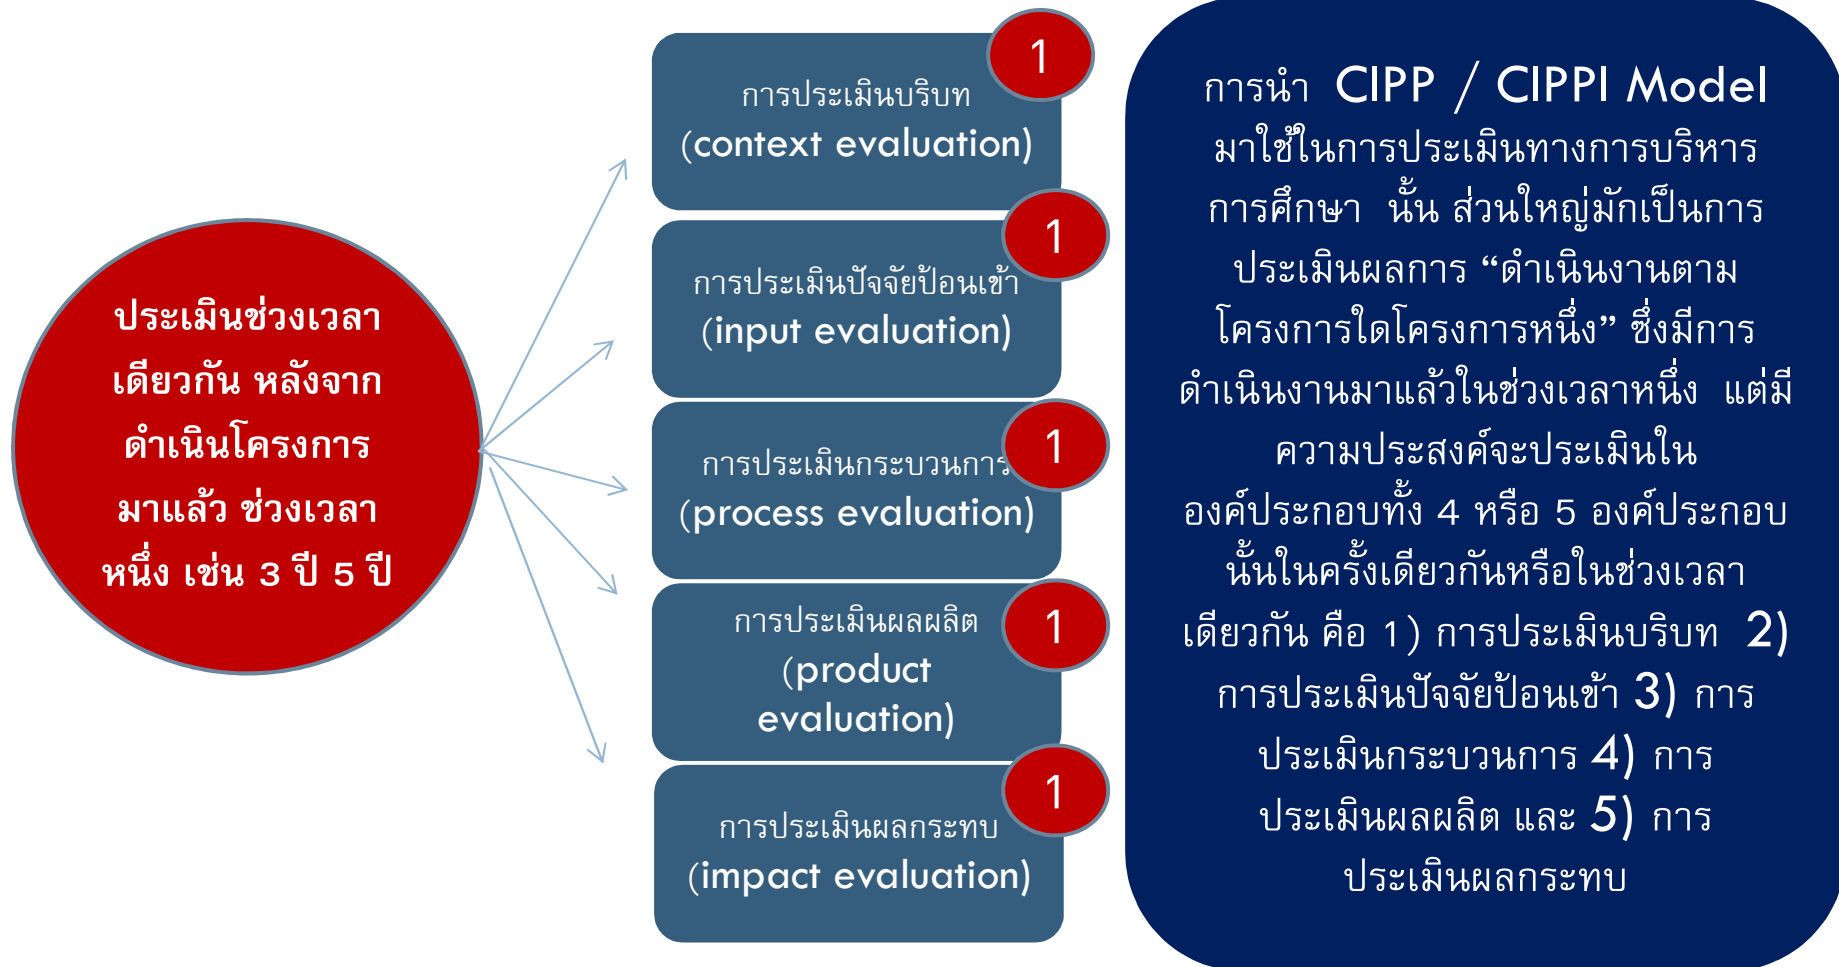 ประเมินช่วงเวลา
เดียวกัน หลังจาก
ดำเนินโครงการ
มาแล้ว ช่วงเวลา
หนึ่ง เช่น 3 ปี 5 ปี
1
การประเมินบริบท
(context evaluation)
1
การประเมินปัจจัยป้อนเข้า
(input evaluation)
1
การประเมินกระบวนการ
(process evaluation)
1
การประเมินผลผลิต
(product
evaluation)
1
การประเมินผลกระทบ
(impact evaluation)
การนำ CIPP / CIPPI Model
มาใช้ในการประเมินทางการบริหาร
การศึกษา นั้น ส่วนใหญ่มักเป็นการ
ประเมินผลการ “ดำเนินงานตาม
โครงการใดโครงการหนึ่ง” ซึ่งมีการ
ดำเนินงานมาแล้วในช่วงเวลาหนึ่ง แต่มี
ความประสงค์จะประเมินใน
องค์ประกอบทั้ง 4 หรือ 5 องค์ประกอบ
นั้นในครั้งเดียวกันหรือในช่วงเวลา
เดียวกัน คือ 1) การประเมินบริบท 2)
การประเมินปัจจัยป้อนเข้า 3) การ
ประเมินกระบวนการ 4) การ
ประเมินผลผลิต และ 5) การ
ประเมินผลกระทบ